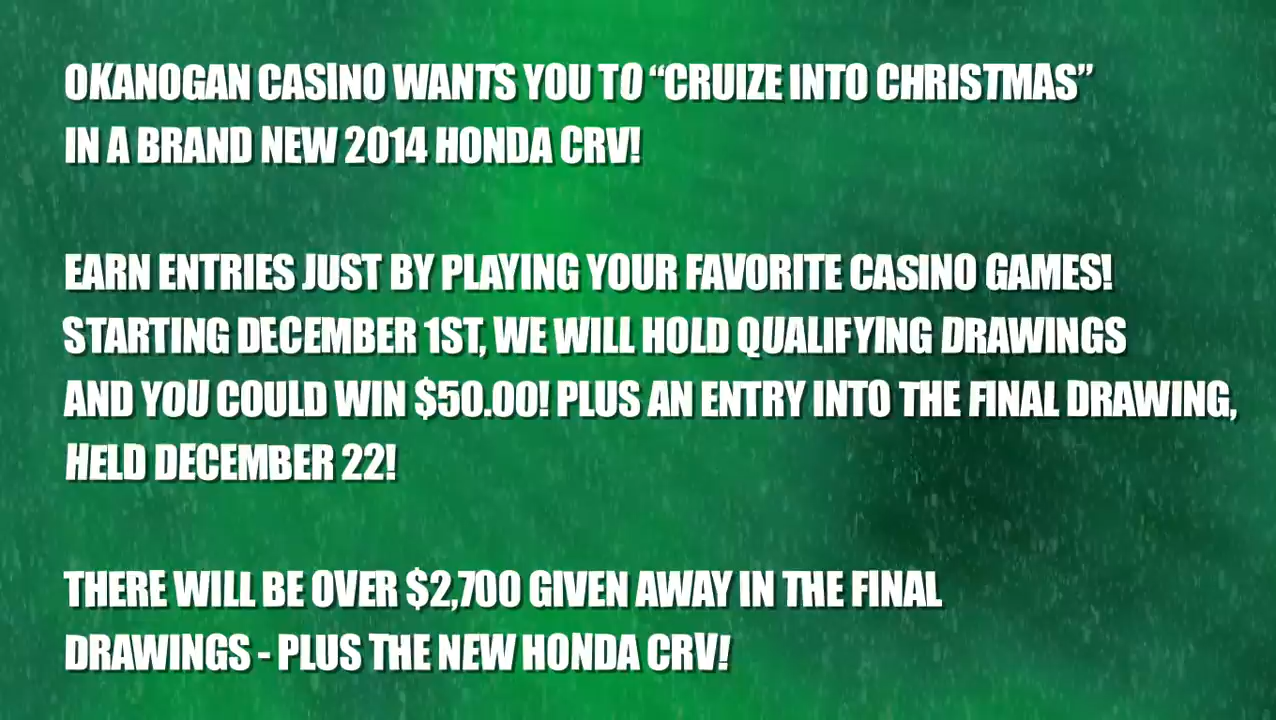 OKANOGAN CASINO WANTS YOU TO “CRUIZE INTO CHRISTMAS”
IN A BRAND NEW 2014 HONDA CRV!
EARN ENTRIES JUST BY PLAYING YOUR FAVORITE CASINO GAMES!
STARTING DECEMBER 1ST, WE WILL HOLD QUALIFYING DRAWINGS
AND YOU COULD WIN $50.00! PLUS AN ENTRY INTO THE FINAL DRAWING,
HELD DECEMBER 22!
THERE WILL BE OVER $2,700 GIVEN AWAY IN THE FINAL
DRAWINGS - PLUS THE NEW HONDA CRV!